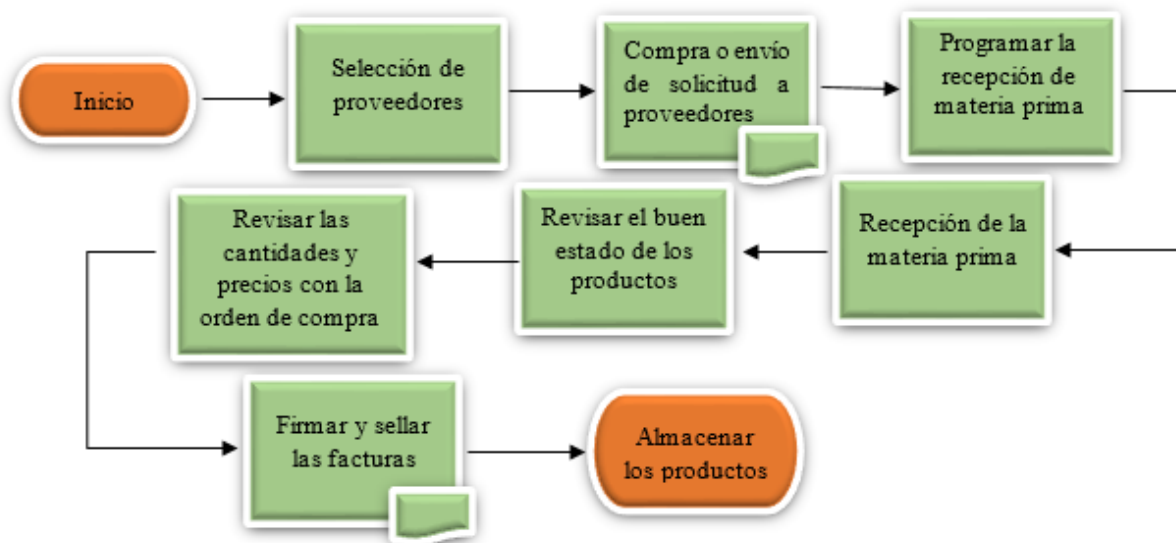 Inicio
Selección de
proveedores
Compra o envío
de solicitud a
proveedores
Programar la
recepción de
materia prima
Recepción de la
materia prima
Revisar el buen
estado de los
productos
Revisar las
cantidades y
precios con la
orden de compra
Firmar y sellar
las facturas
Almacenar
los productos